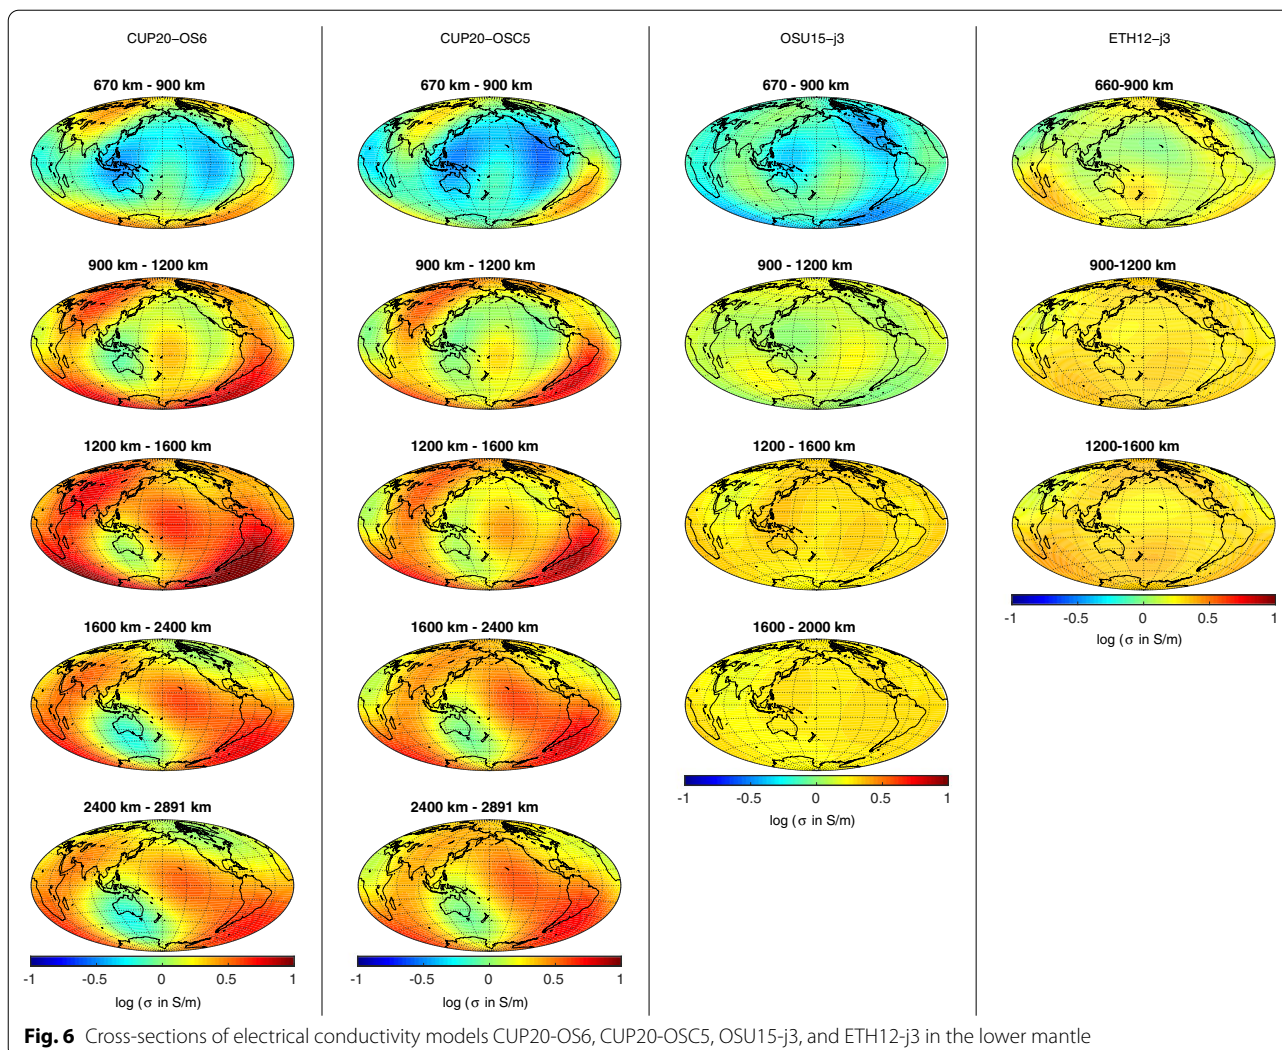 CUP20–OS6
670 km - 900 km
900 km - 1200 km
1200 km - 1600 km
1600 km - 2400 km
2400 km - 2891 km
-1 -0.5 0 0.5 1
log (σ in S/m)
CUP20–OSC5
670 km - 900 km
900 km - 1200 km
1200 km - 1600 km
1600 km - 2400 km
2400 km - 2891 km
-1 -0.5 0 0.5 1
log (σ in S/m)
OSU15–j3
670 - 900 km
900 - 1200 km
1200 - 1600 km
1600 - 2000 km
-1 -0.5 0 0.5 1
log (σ in S/m)
ETH12–j3
660-900 km
900-1200 km
1200-1600 km
-1 -0.5 0 0.5 1
log (σ in S/m)
Fig. 6 Cross-sections of electrical conductivity models CUP20-OS6, CUP20-OSC5, OSU15-j3, and ETH12-j3 in the lower mantle